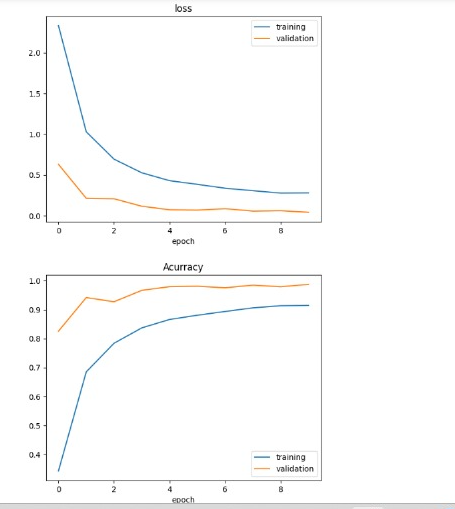 loss
training
validation
2.0
1.5
1.0
0.5
0.0
0 2 4 6 8
epoch
Acurracy
1.0
0.9
0.8
0.7
0.6
0.5
0.4
training
validation
0 2 4 6 8
epoch